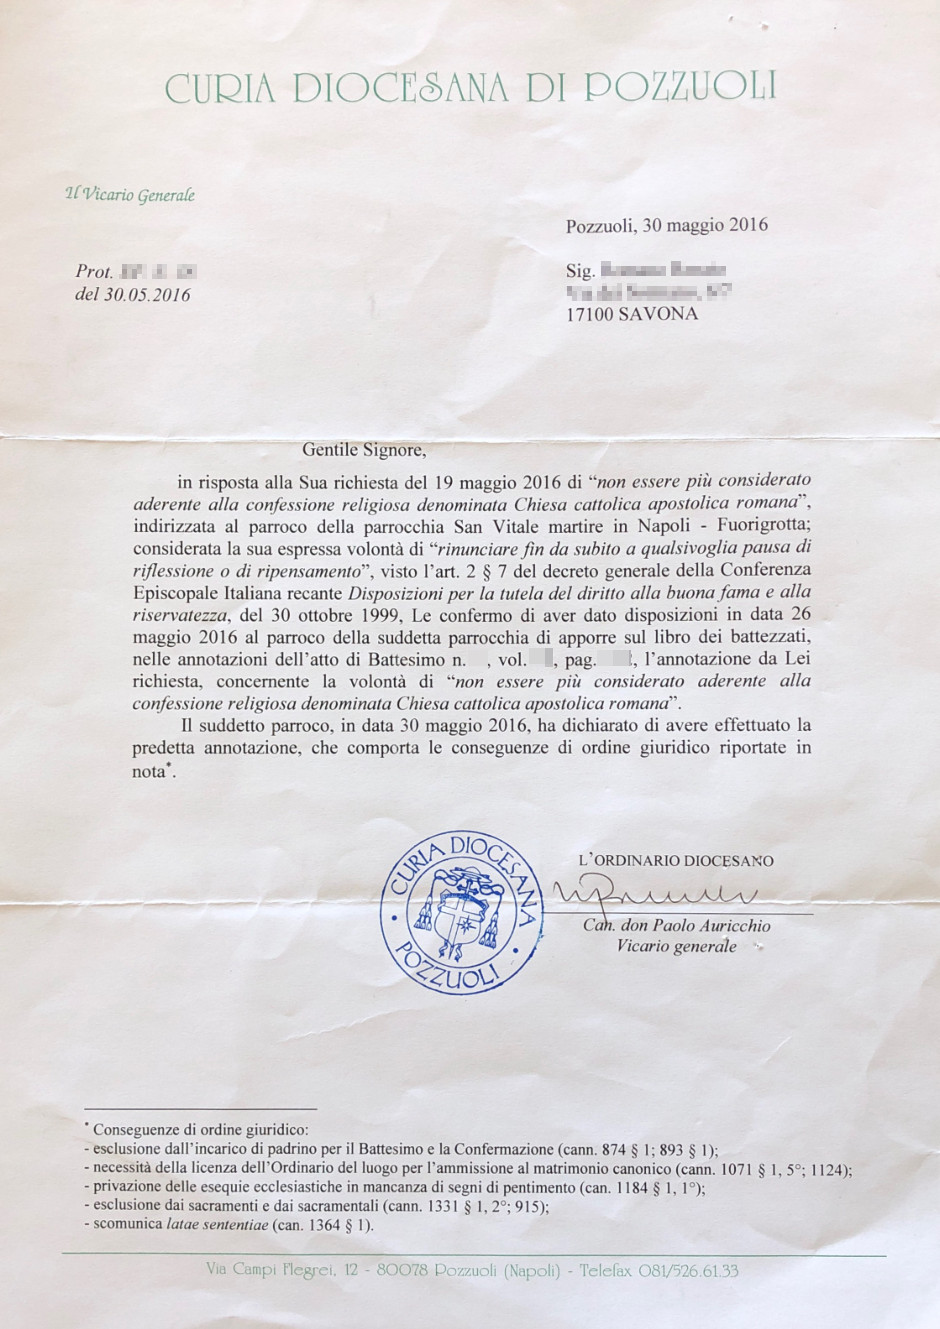 CURIA DIOCESANA DI POZZUOLI
Il Vicario Generale
Pozzuoli, 30 maggio 2016
Prot.
del 30.05.2016
Sig.
17100 SAVONA
Gentile Signore,
in risposta alla Sua richiesta del 19 maggio 2016 di “non essere più considerato
aderente alla confessione religiosa denominata Chiesa cattolica apostolica romana”,
indirizzata al parroco della parrocchia San Vitale martire in Napoli - Fuorigrotta;
considerata la sua espressa volontà di “rinunciare fin da subito a qualsivoglia pausa di
riflessione o di ripensamento”, visto l’art. 2 § 7 del decreto generale della Conferenza
Episcopale Italiana recante Disposizioni per la tutela del diritto alla buona fama e alla
riservatezza, del 30 ottobre 1999, Le confermo di aver dato disposizioni in data 26
maggio 2016 al parroco della suddetta parrocchia di apporre sul libro dei battezzati,
nelle annotazioni dell’atto di Battesimo n. , vol. , pag. , l’annotazione da Lei
richiesta, concernente la volontà di “non essere più considerato aderente alla
confessione religiosa denominata Chiesa cattolica apostolica romana”.
Il suddetto parroco, in data 30 maggio 2016, ha dichiarato di avere effettuato la
predetta annotazione, che comporta le conseguenze di ordine giuridico riportate in
nota*.
CURIA DIOCESANA
POZZUOLI
L’ORDINARIO DIOCESANO
Can. don Paolo Auricchio
Vicario generale
* Conseguenze di ordine giuridico:
- esclusione dall’incarico di padrino per il Battesimo e la Confermazione (cann. 874 § 1; 893 § 1);
- necessità della licenza dell’Ordinario del luogo per l’ammissione al matrimonio canonico (cann. 1071 § 1, 5°; 1124);
- privazione delle esequie ecclesiastiche in mancanza di segni di pentimento (can. 1184 § 1, 1°);
- esclusione dai sacramenti e dai sacramentali (cann. 1331 § 1, 2°; 915);
- scomunica latae sententiae (can. 1364 § 1).
Via Campi Flegrei, 12 - 80078 Pozzuoli (Napoli) - Telefax 081/526.61.33